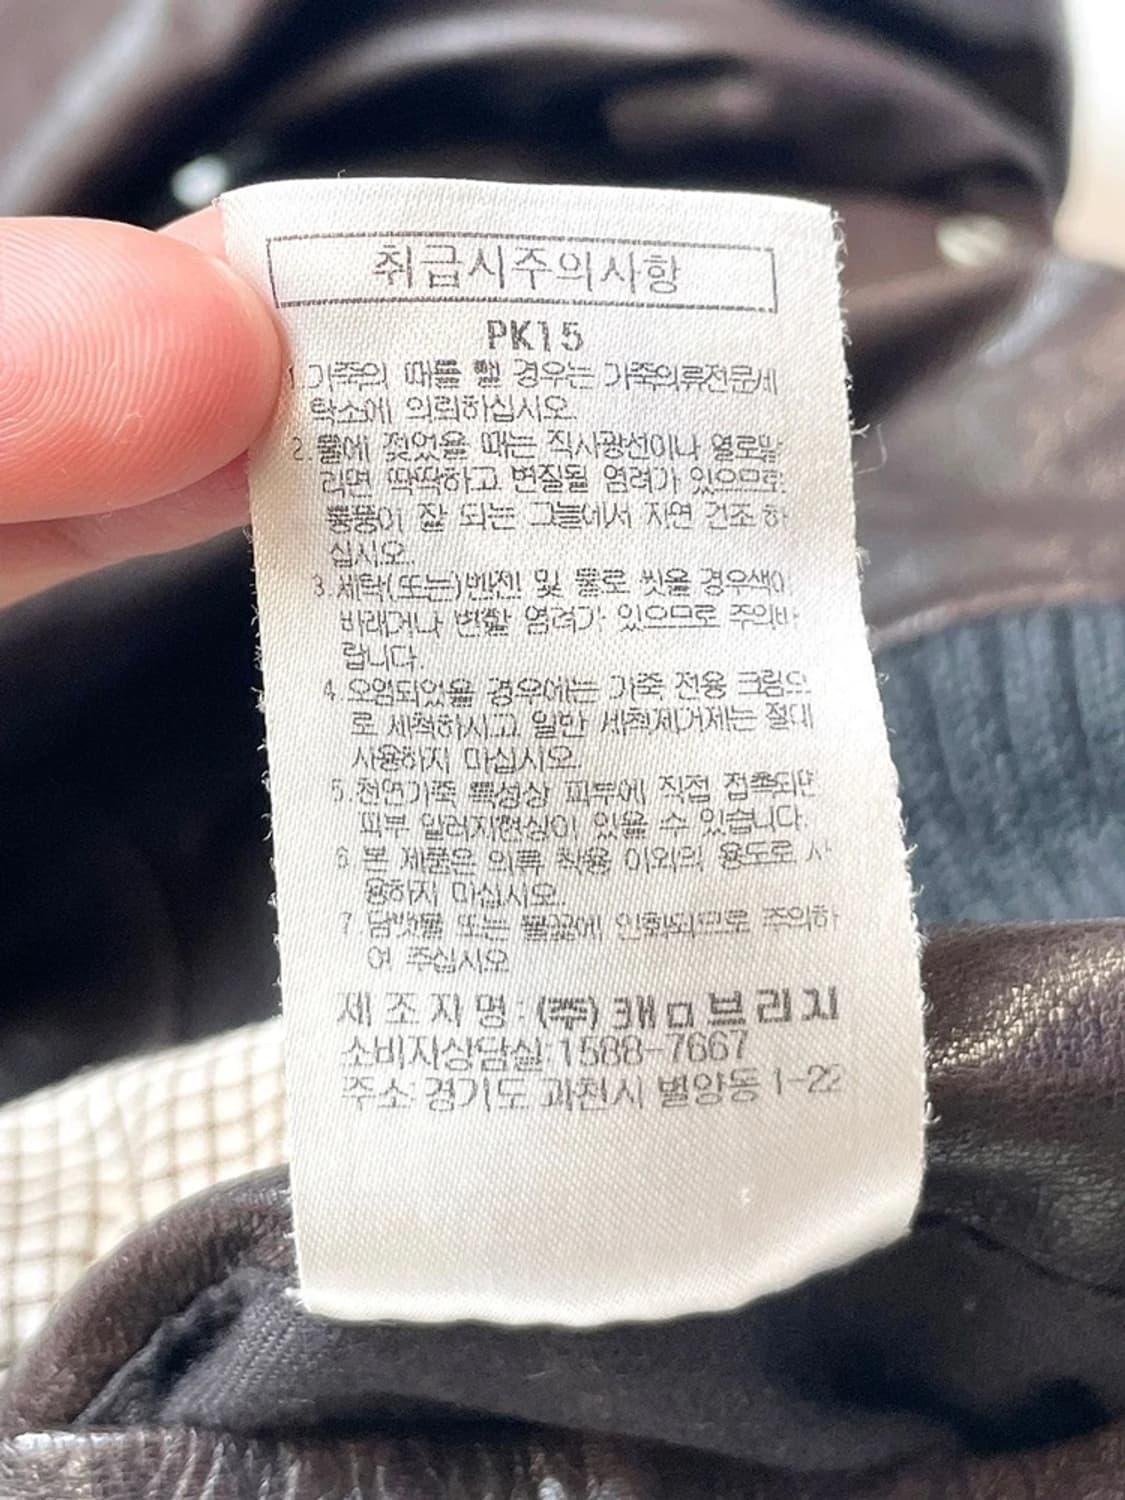 취급시주의사항
PK15
1.가죽의 때를 뺄 경우는 가죽의류전문세
탁소에 의뢰하십시오.
2.물에 젖었을 때는 직사광선이나 열로말
리면 딱딱하고 변질될 염려가 있으므로
통풍이 잘 되는 그늘에서 자연 건조 하
십시오.
3.세탁(또는)벤젠 및 물로 씻을 경우색이
바래거나 변할 염려가 있으므로 주의바
랍니다.
4.오염되었을 경우에는 가죽 전용 크림으
로 세척하시고 일반 세척제거제는 절대
사용하지 마십시오.
5.천연가죽 특성상 피부에 직접 접촉되면
피부 알러지현상이 있을 수 있습니다.
6 본 제품은 의류 착용 이외의 용도로 사
용하지 마십시오.
7 담뱃불 또는 불꽃에 인화되므로 주의하
여 주십시오
제조자명:(주)캠브리지
소비자상담실:1588-7667
주소:경기도 과천시 별양동 1-22